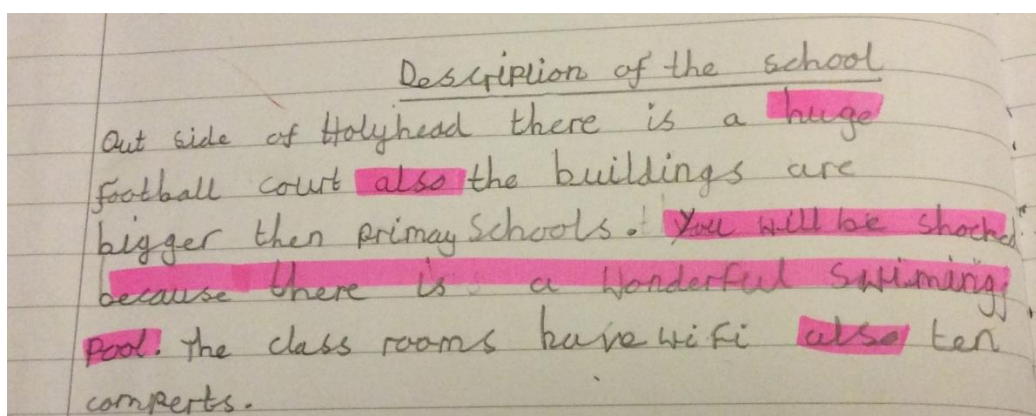 Description of the school
Out side of Holyhead there is a huge
football court also the buildings are
bigger then primay schools. You will be shocked
because there is a wonderful swiming
pool. The class rooms have wifi also ten
comperts.